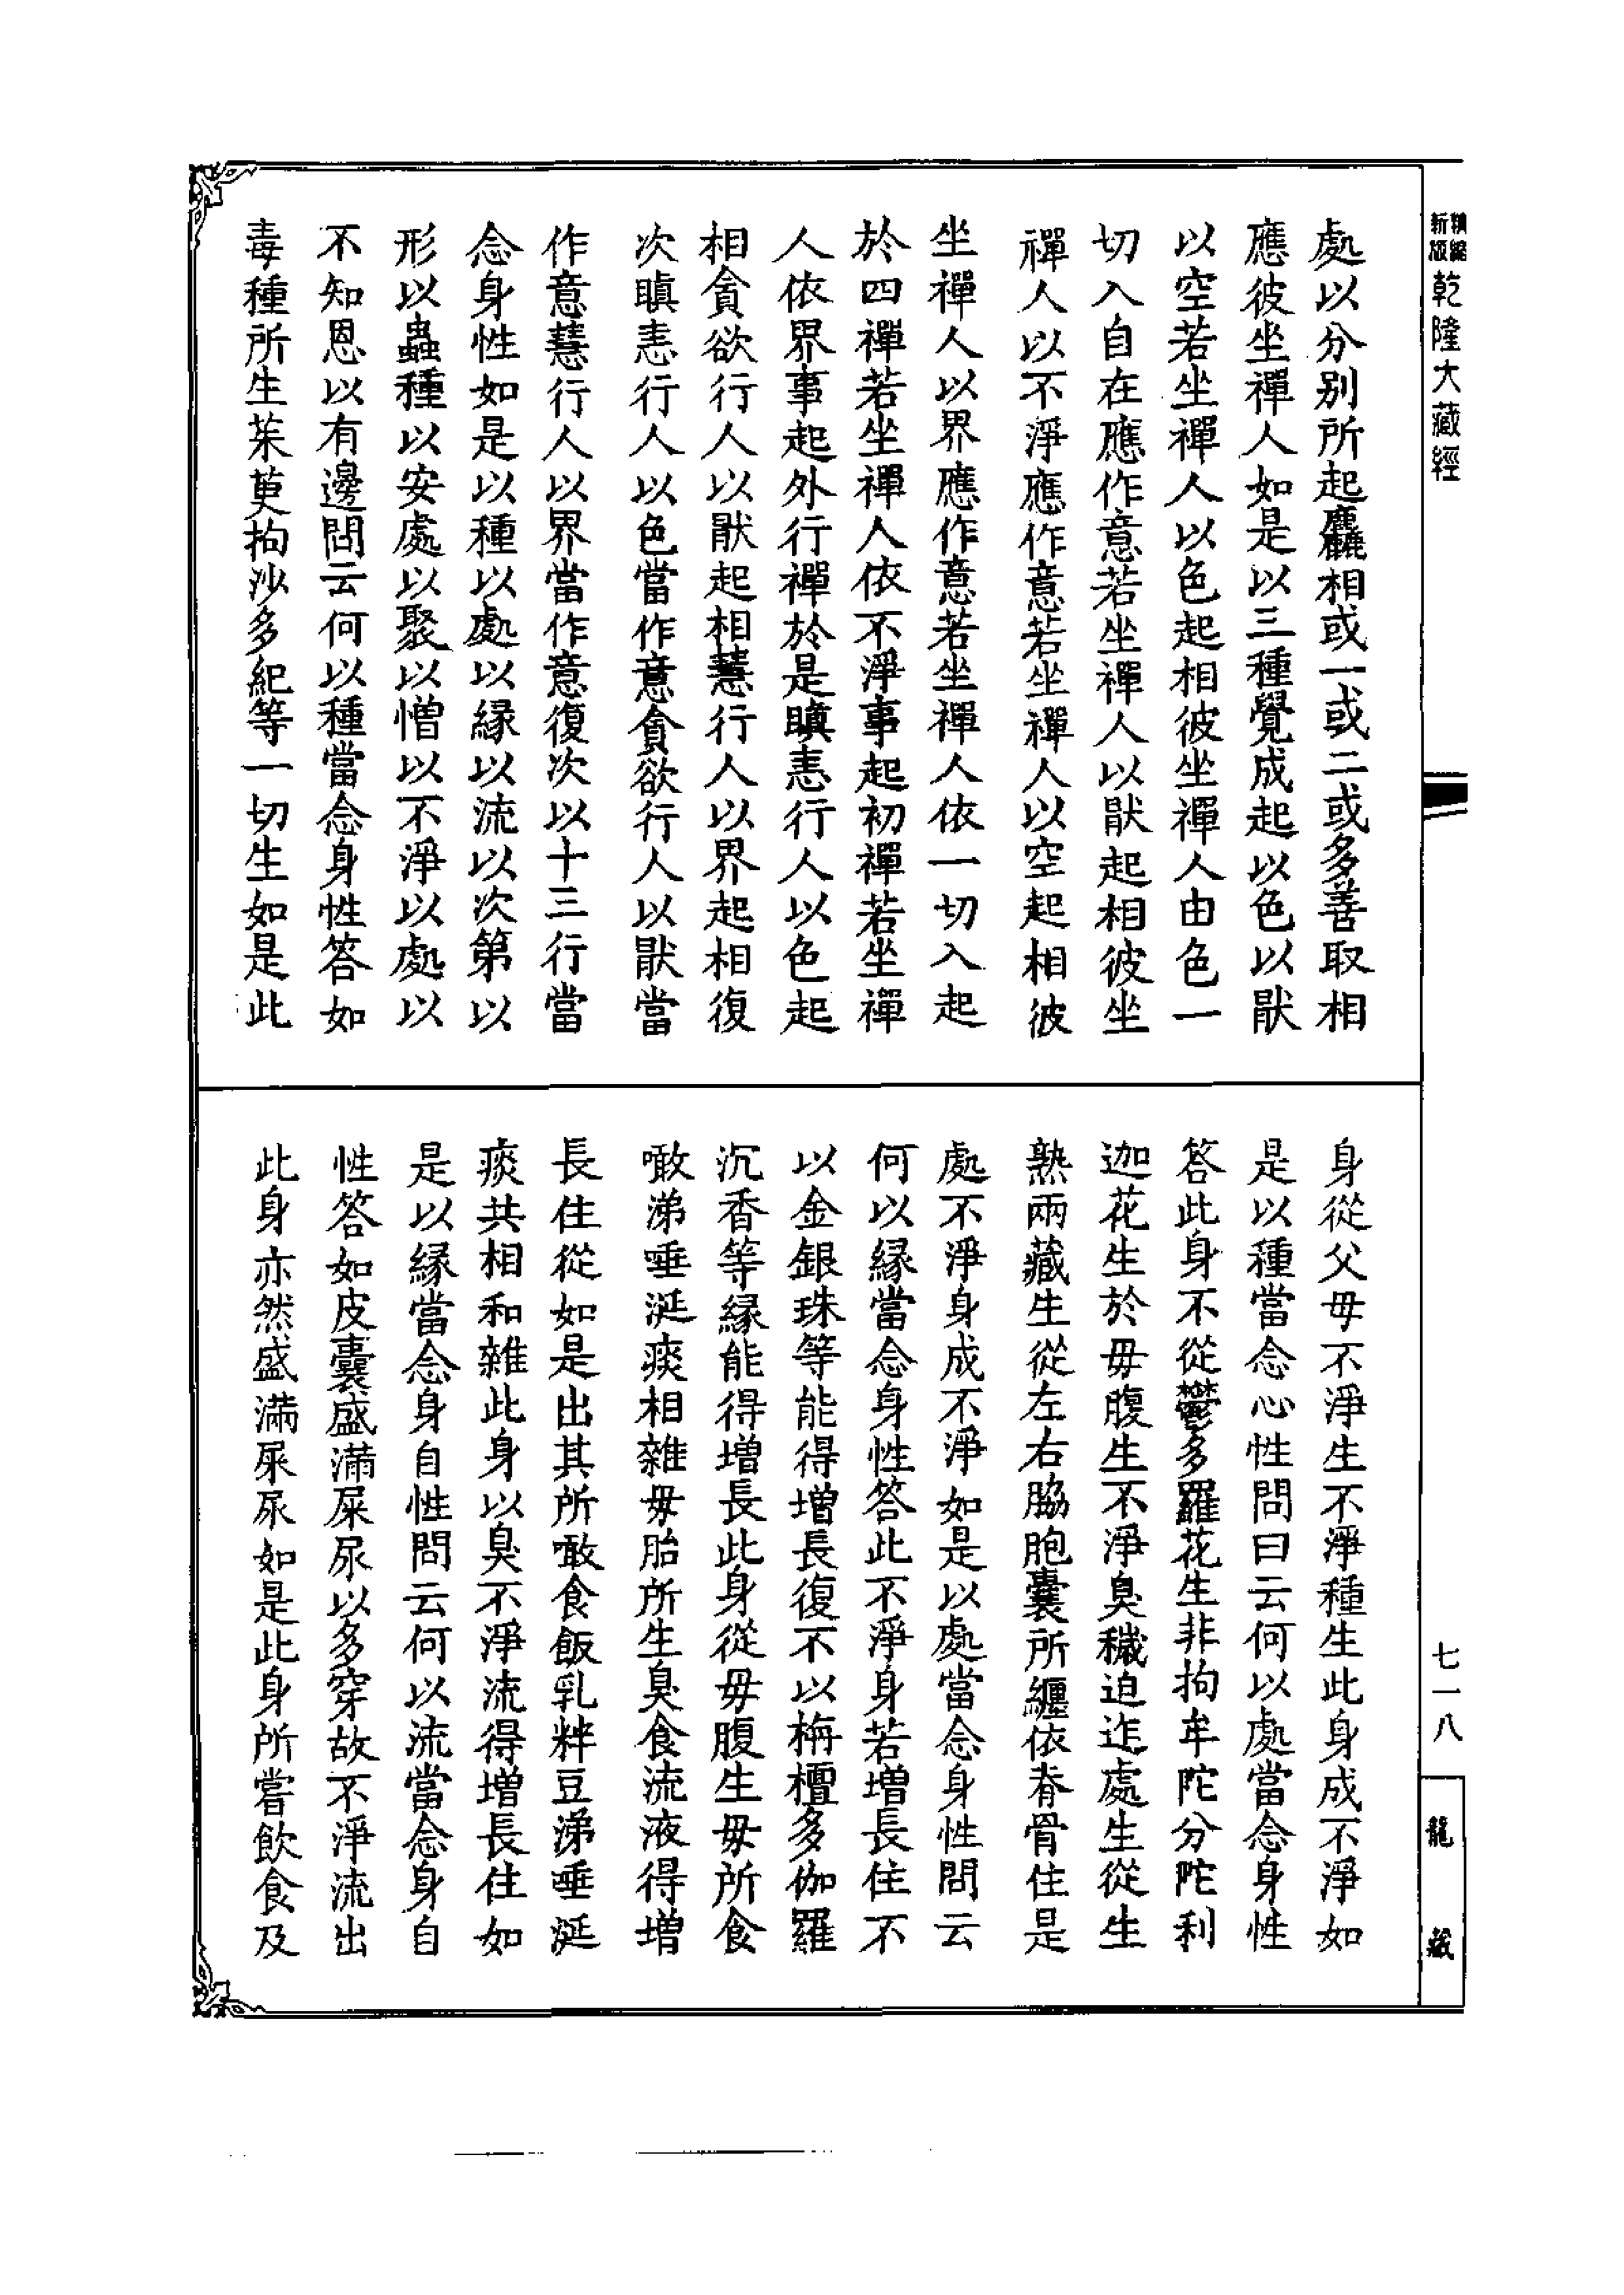 精縮
新版
乾隆大藏經
處以分别所起麤相或一或二或多善取相
應彼坐禪人如是以三種覺成起以色以厭
以空若坐禪人以色起相彼坐禪人由色一
切入自在應作意若坐禪人以厭起相彼坐
禪人以不淨應作意若坐禪人以空起相彼
坐禪人以界應作意若坐禪人依一切入起
於四禪若坐禪人依不淨事起初禪若坐禪
人依界事起外行禪於是瞋恚行人以色起
相貪欲行人以厭起相慧行人以界起相復
次瞋恚行人以色當作意貪欲行人以厭當
作意慧行人以界當作意復次以十三行當
念身性如是以種以處以緣以流以次第以
形以蟲種以安處以聚以憎以不淨以處以
不知恩以有邊問云何以種當念身性答如
毒種所生茱萸拘沙多紀等一切生如是此
身從父母不淨生不淨種生此身成不淨如
是以種當念心性問曰云何以處當念身性
答此身不從鬱多羅花生非拘牟陀分陀利
迦花生於母腹生不淨臭穢迫迮處生從生
熟兩藏生從左右脇胞囊所纏依脊骨住是
處不淨身成不淨如是以處當念身性問云
何以緣當念身性答此不淨身若增長住不
以金銀珠等能得增長復不以栴檀多伽羅
沉香等緣能得增長此身從母腹生母所食
噉涕唾涎痰相雜母胎所生臭食流液得增
長住從如是出其所噉食飯乳粹豆涕唾涎
痰共相和雜此身以臭不淨流得增長住如
是以緣當念身自性問云何以流當念身自
性答如皮囊盛滿屎尿以多穿故不淨流出
此身亦然盛滿屎尿如是此身所嘗飲食及
七一八
龍藏